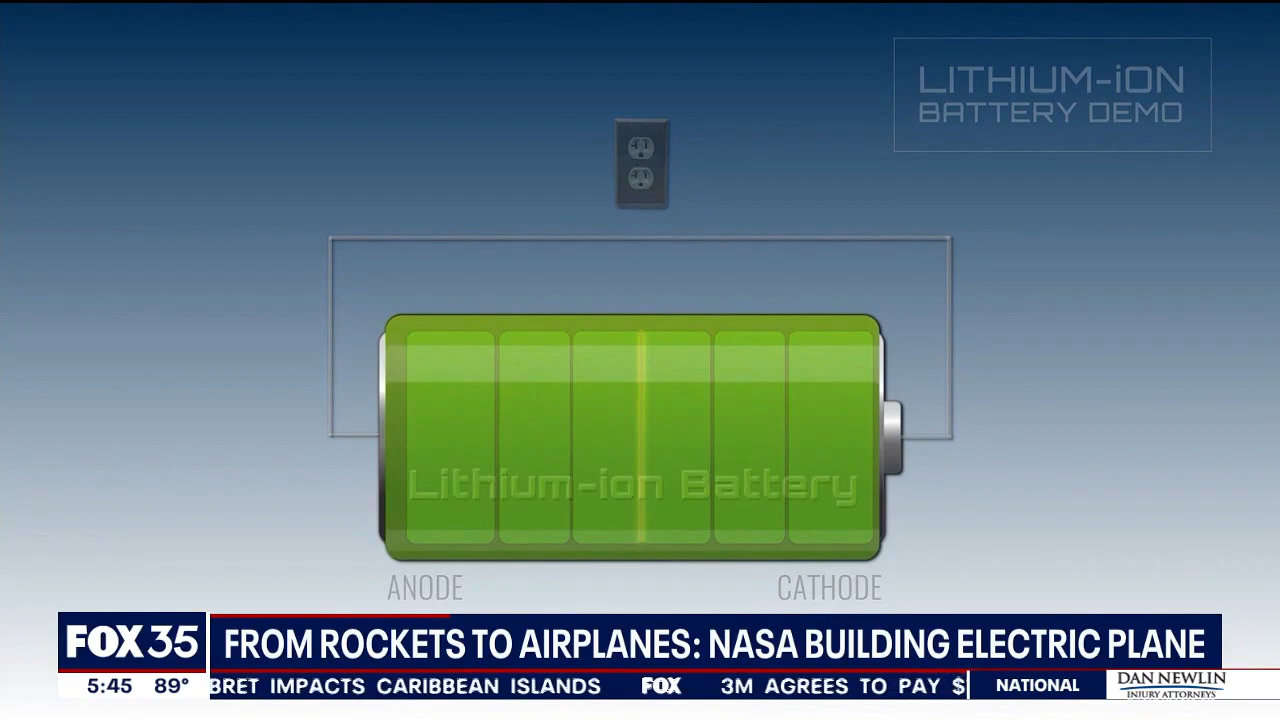 LITHIUM-iON
BATTERY DEMO
Lithium-ion Battery
ANODE
CATHODE
FOX 35
FROM ROCKETS TO AIRPLANES: NASA BUILDING ELECTRIC PLANE
5:45 89°
BRET IMPACTS CARIBBEAN ISLANDS FOX 3M AGREES TO PAY $
NATIONAL
DAN NEWLIN
INJURY ATTORNEYS